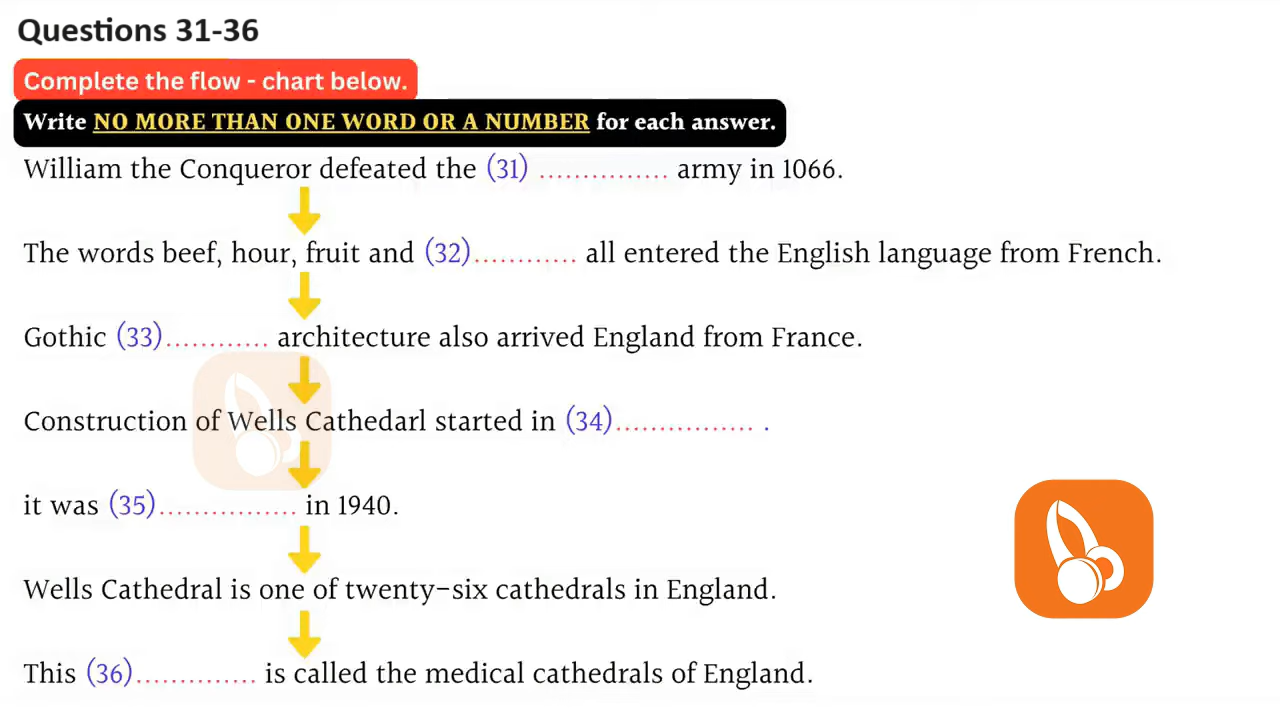 Questions 31-36
Complete the flow - chart below.
Write NO MORE THAN ONE WORD OR A NUMBER for each answer.
William the Conqueror defeated the (31) ............... army in 1066.
The words beef, hour, fruit and (32)............ all entered the English language from French.
Gothic (33)............ architecture also arrived England from France.
Construction of Wells Cathedarl started in (34)................ .
it was (35)................ in 1940.
Wells Cathedral is one of twenty-six cathedrals in England.
This (36).............. is called the medical cathedrals of England.